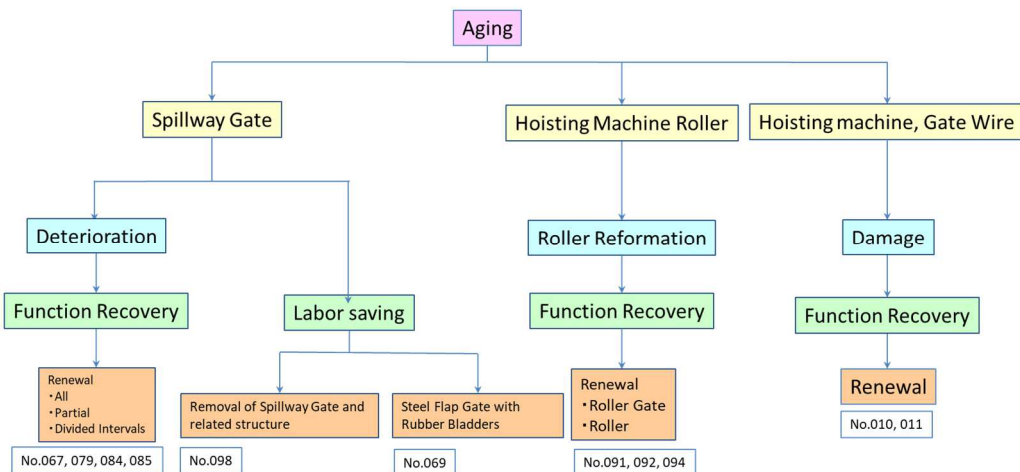 Aging
Spillway Gate
Hoisting Machine Roller
Hoisting machine, Gate Wire
Deterioration
Roller Reformation
Damage
Function Recovery
Labor saving
Function Recovery
Function Recovery
Renewal
・All
・Partial
・Divided Intervals
Removal of Spillway Gate and
related structure
Steel Flap Gate with
Rubber Bladders
Renewal
・Roller Gate
・Roller
Renewal
No.067, 079, 084, 085
No.098
No.069
No.091, 092, 094
No.010, 011